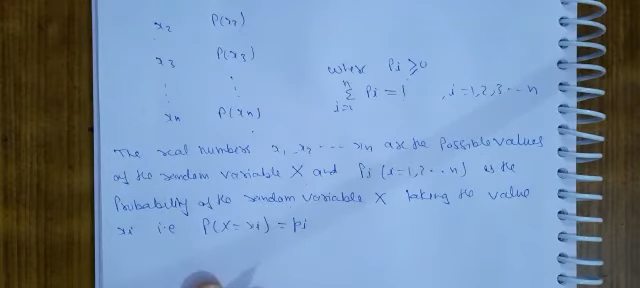 x₂ P(x₂)
x₃ P(x₃)
⋮ ⋮ where Pi ≥ 0
n
Σ Pi = 1 , i = 1,2,3 .. n
i=1
xn P(xn)
The real numbers x₁, x₂ .... xn are the possible values
of the random variable X and Pi (i=1,2..n) is the
Probability of the random variable X taking the value
xi i.e P(X=xi) = pi